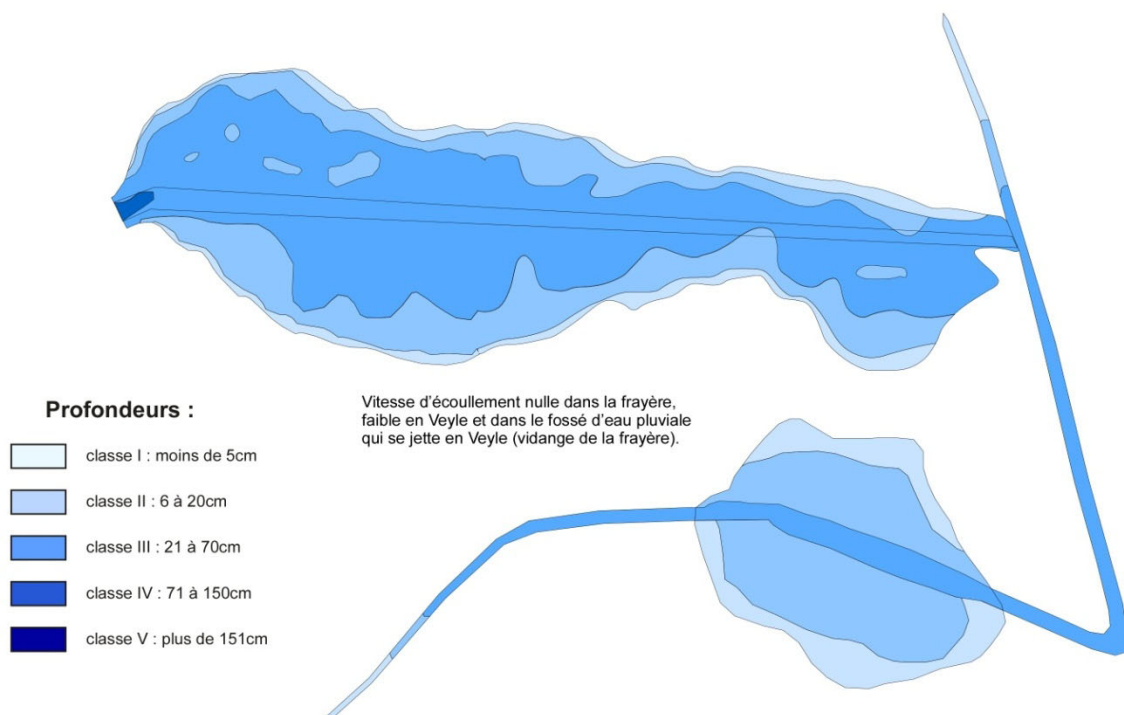 Profondeurs :
classe I : moins de 5cm
classe II : 6 à 20cm
classe III : 21 à 70cm
classe IV : 71 à 150cm
classe V : plus de 151cm
Vitesse d'écoullement nulle dans la frayère,
faible en Veyle et dans le fossé d'eau pluviale
qui se jette en Veyle (vidange de la frayère).